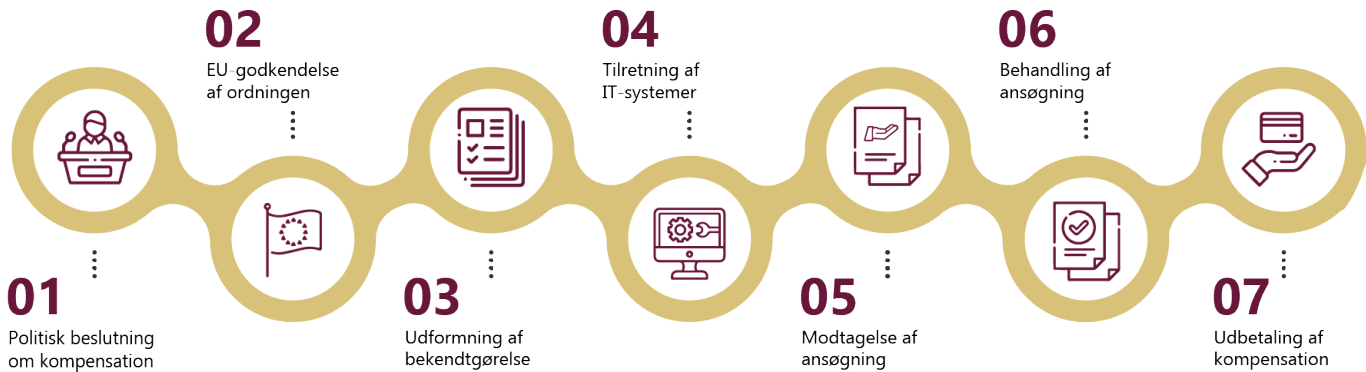 01
Politisk beslutning
om kompensation
02
EU-godkendelse
af ordningen
03
Udformning af
bekendtgørelse
04
Tilretning af
IT-systemer
05
Modtagelse af
ansøgning
06
Behandling af
ansøgning
07
Udbetaling af
kompensation